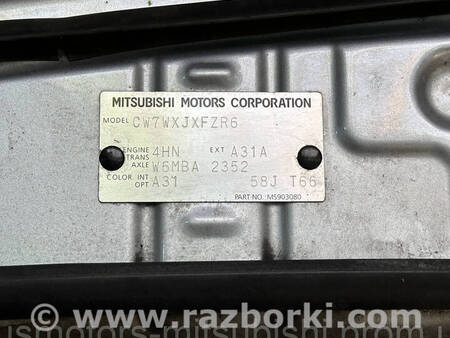 MITSUBISHI MOTORS CORPORATION
MODEL CW7WXJXFZR6
ENGINE 4HN EXT A31A
TRANS AXLE W6MBA 2352
COLOR INT OPT A31 58J T66
PART NO. MS903080
www.razborki.com